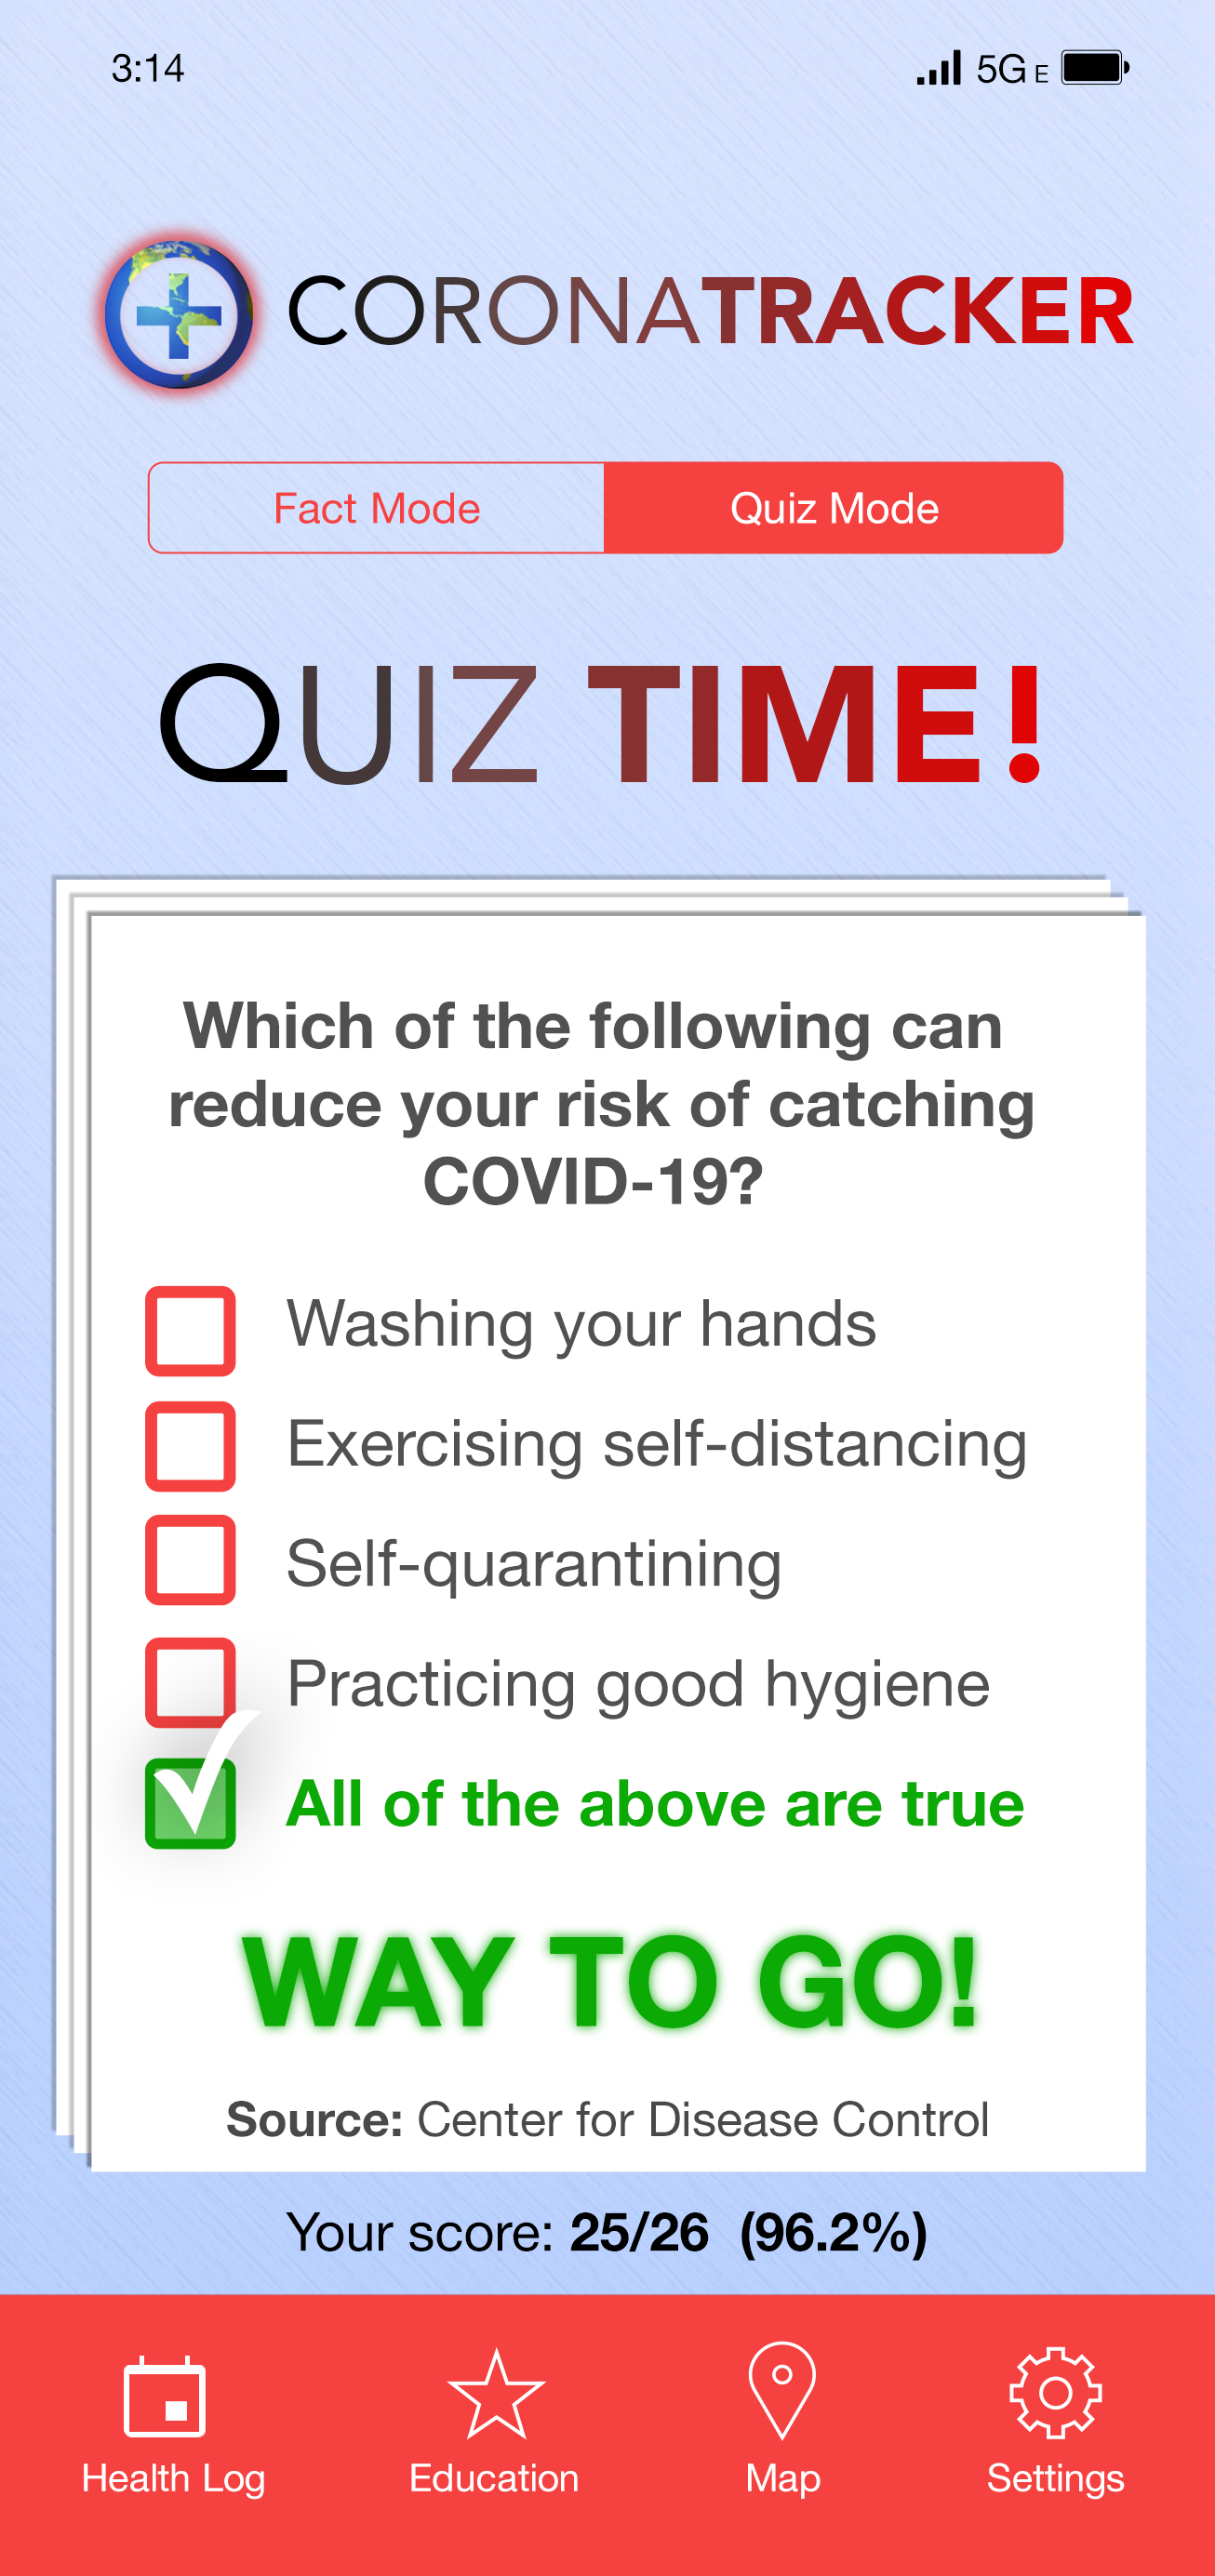 3:14 5G E
CORONATRACKER
Fact Mode Quiz Mode
QUIZ TIME!
Which of the following can
reduce your risk of catching
COVID-19?
Washing your hands
Exercising self-distancing
Self-quarantining
Practicing good hygiene
All of the above are true
WAY TO GO!
Source: Center for Disease Control
Your score: 25/26 (96.2%)
Health Log Education Map Settings